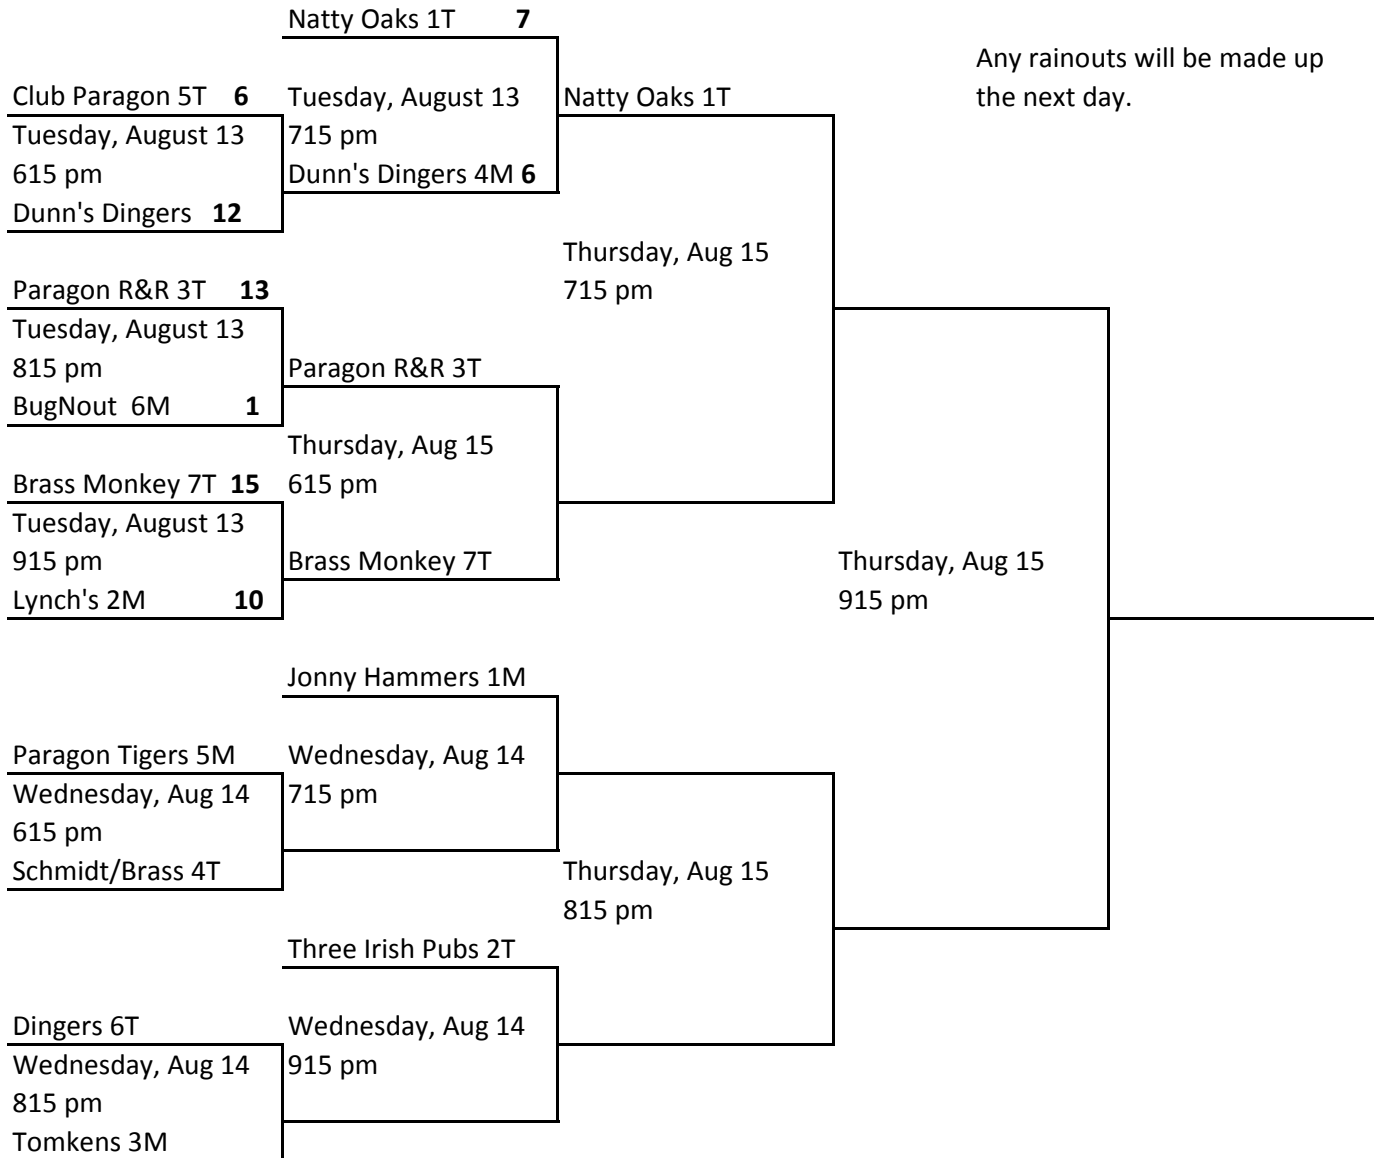 Natty Oaks 1T 7
Any rainouts will be made up
the next day.
Club Paragon 5T 6
Tuesday, August 13
615 pm
Dunn's Dingers 12
Tuesday, August 13
715 pm
Dunn's Dingers 4M 6
Natty Oaks 1T
Thursday, Aug 15
715 pm
Paragon R&R 3T 13
Tuesday, August 13
815 pm
BugNout 6M 1
Paragon R&R 3T
Thursday, Aug 15
615 pm
Brass Monkey 7T
Brass Monkey 7T 15
Tuesday, August 13
915 pm
Lynch's 2M 10
Thursday, Aug 15
915 pm
Jonny Hammers 1M
Paragon Tigers 5M
Wednesday, Aug 14
615 pm
Schmidt/Brass 4T
Wednesday, Aug 14
715 pm
Thursday, Aug 15
815 pm
Three Irish Pubs 2T
Dingers 6T
Wednesday, Aug 14
815 pm
Tomkens 3M
Wednesday, Aug 14
915 pm